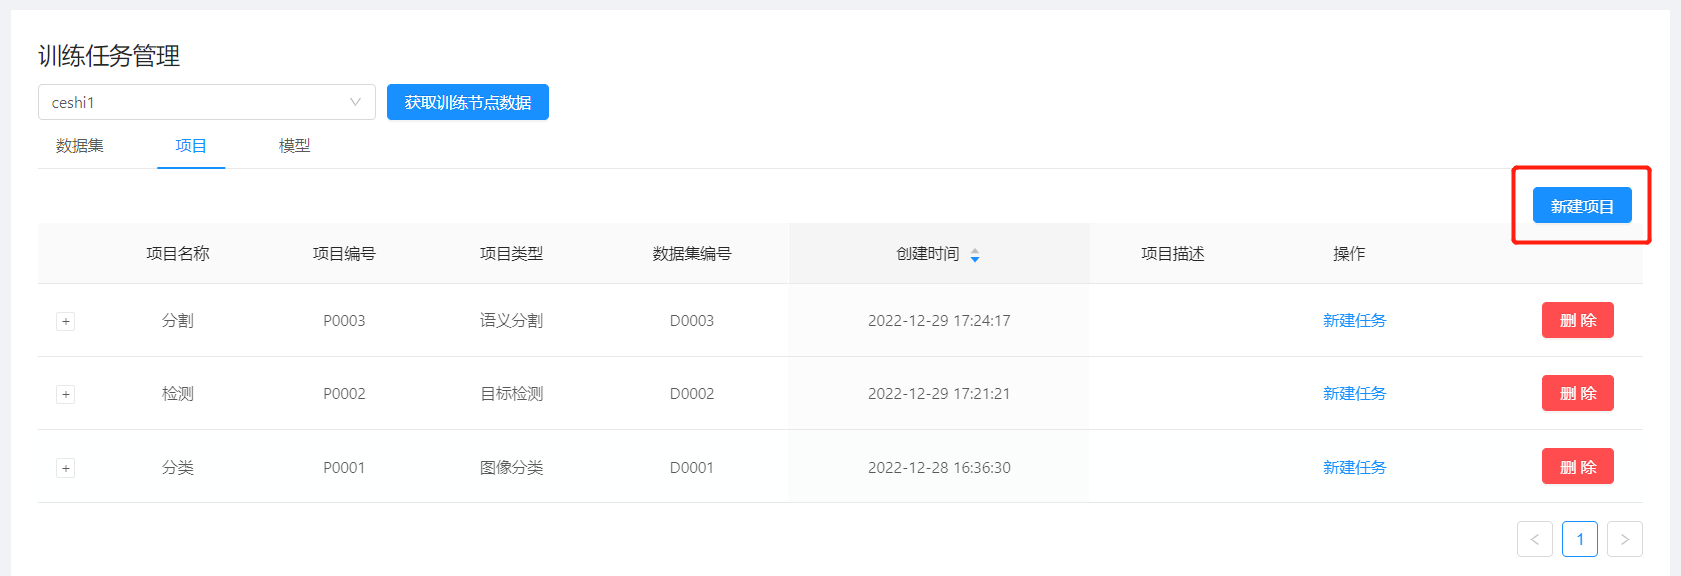 训练任务管理
ceshi1 获取训练节点数据
数据集 项目 模型
新建项目
项目名称 项目编号 项目类型 数据集编号 创建时间 项目描述 操作
+ 分割 P0003 语义分割 D0003 2022-12-29 17:24:17 新建任务 删 除
+ 检测 P0002 目标检测 D0002 2022-12-29 17:21:21 新建任务 删 除
+ 分类 P0001 图像分类 D0001 2022-12-28 16:36:30 新建任务 删 除
< 1 >